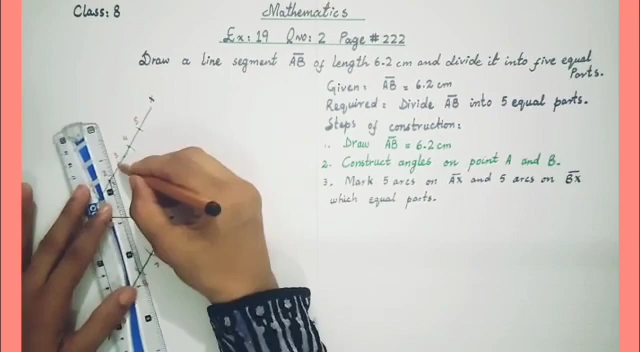 Class: 8
Mathematics
Ex: 19 Qno: 2 Page # 222
Draw a line segment AB of length 6.2 cm and divide it into five equal
Parts.
Given: AB = 6.2 cm
Required: Divide AB into 5 equal parts.
Steps of construction:
1. Draw AB = 6.2 cm
2. Construct angles on point A and B.
3. Mark 5 arcs on AX and 5 arcs on BX
which equal parts.